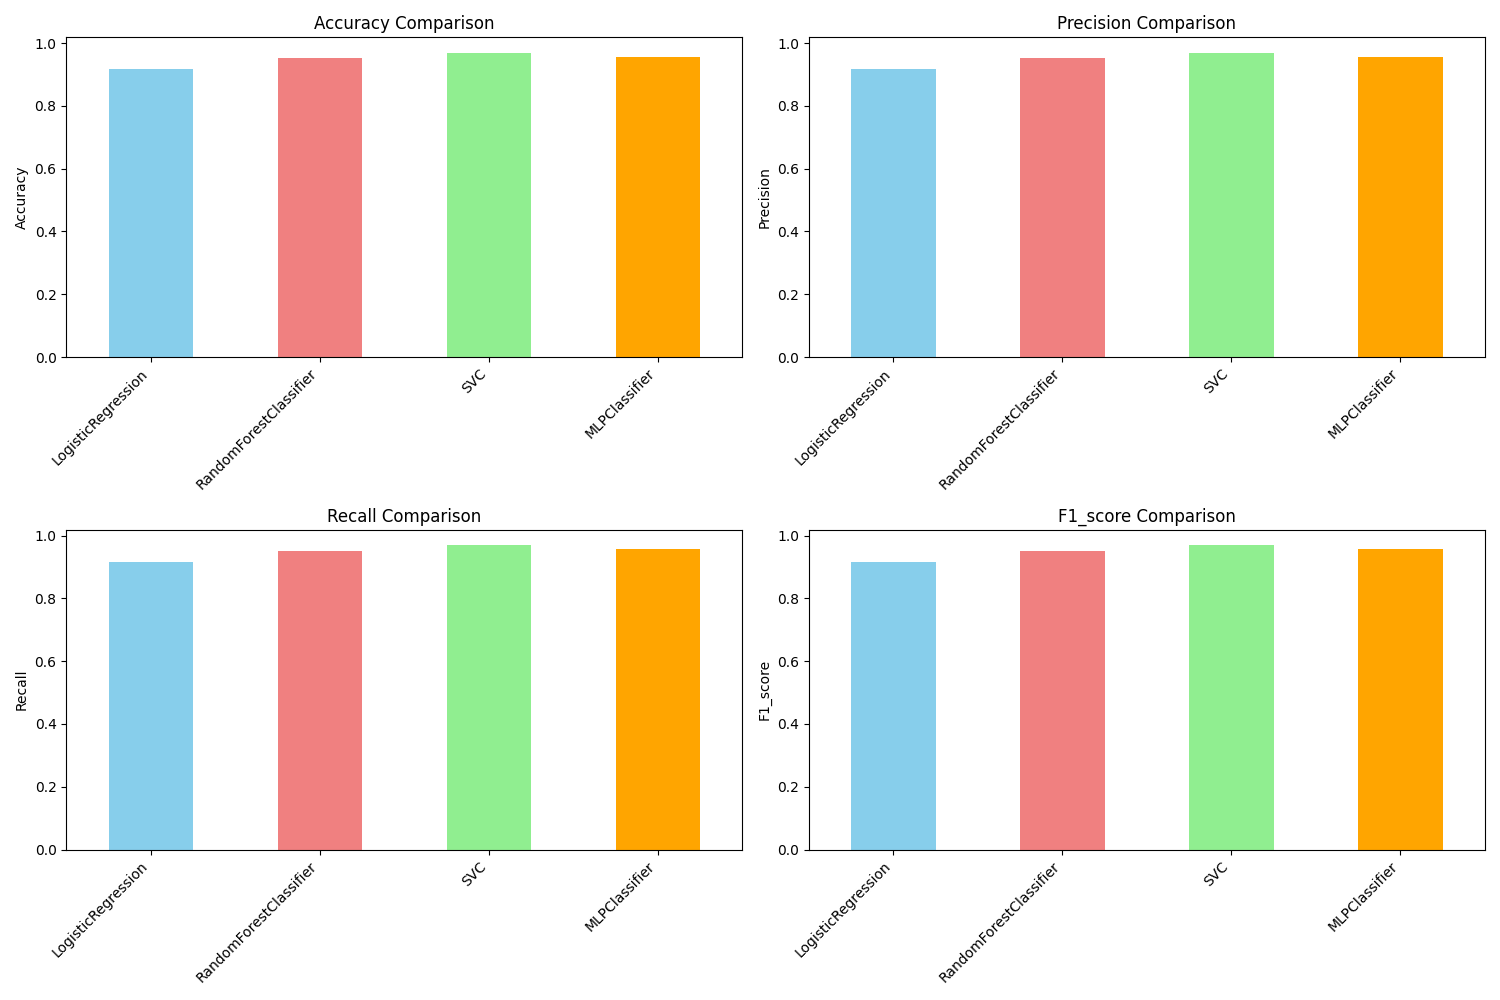 Accuracy Comparison
1.0
0.8
0.6
0.4
0.2
0.0
Accuracy
LogisticRegression
RandomForestClassifier
SVC
MLPClassifier
Precision Comparison
1.0
0.8
0.6
0.4
0.2
0.0
Precision
LogisticRegression
RandomForestClassifier
SVC
MLPClassifier
Recall Comparison
1.0
0.8
0.6
0.4
0.2
0.0
Recall
LogisticRegression
RandomForestClassifier
SVC
MLPClassifier
F1_score Comparison
1.0
0.8
0.6
0.4
0.2
0.0
F1_score
LogisticRegression
RandomForestClassifier
SVC
MLPClassifier